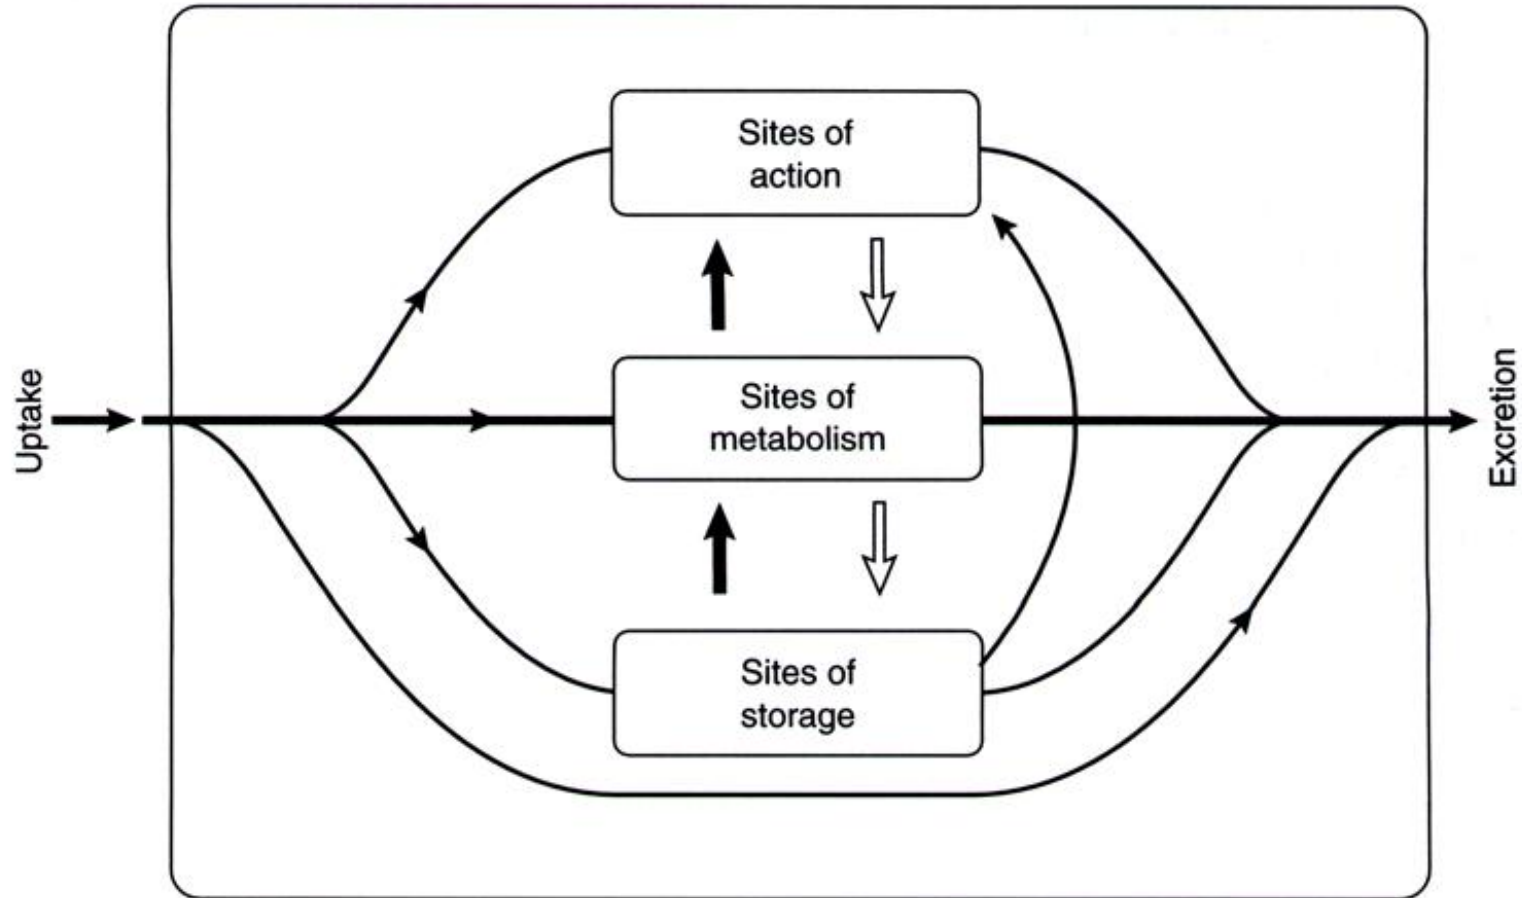 Uptake
Sites of
action
Sites of
metabolism
Sites of
storage
Excretion